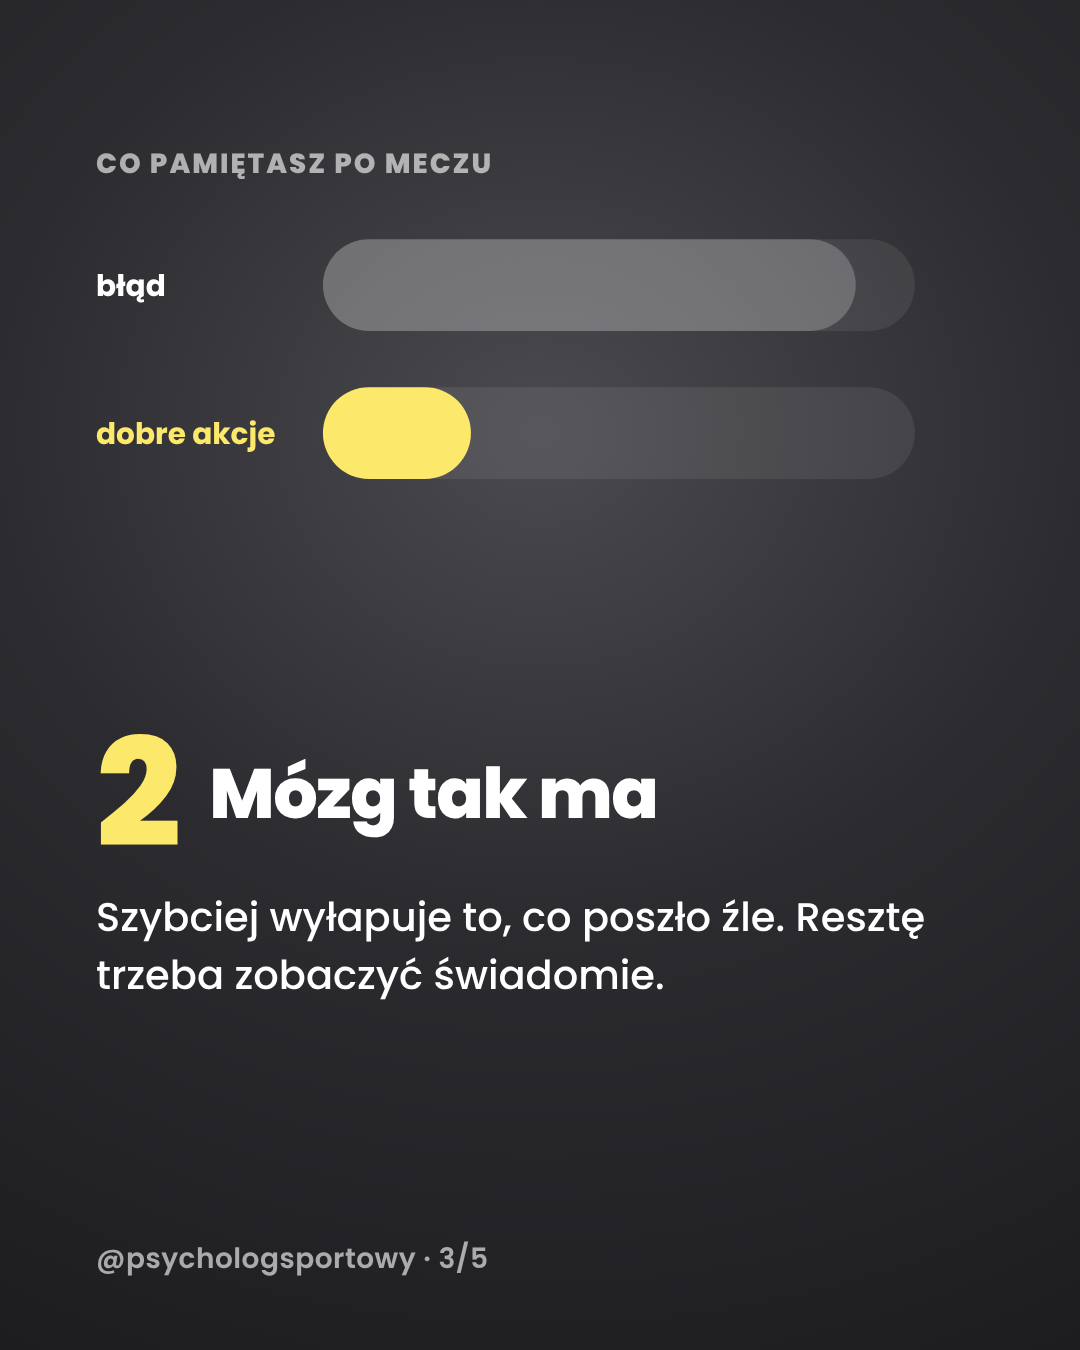 CO PAMIĘTASZ PO MECZU
błąd
dobre akcje
2 Mózg tak ma
Szybciej wyłapuje to, co poszło źle. Resztę
trzeba zobaczyć świadomie.
@psychologsportowy · 3/5